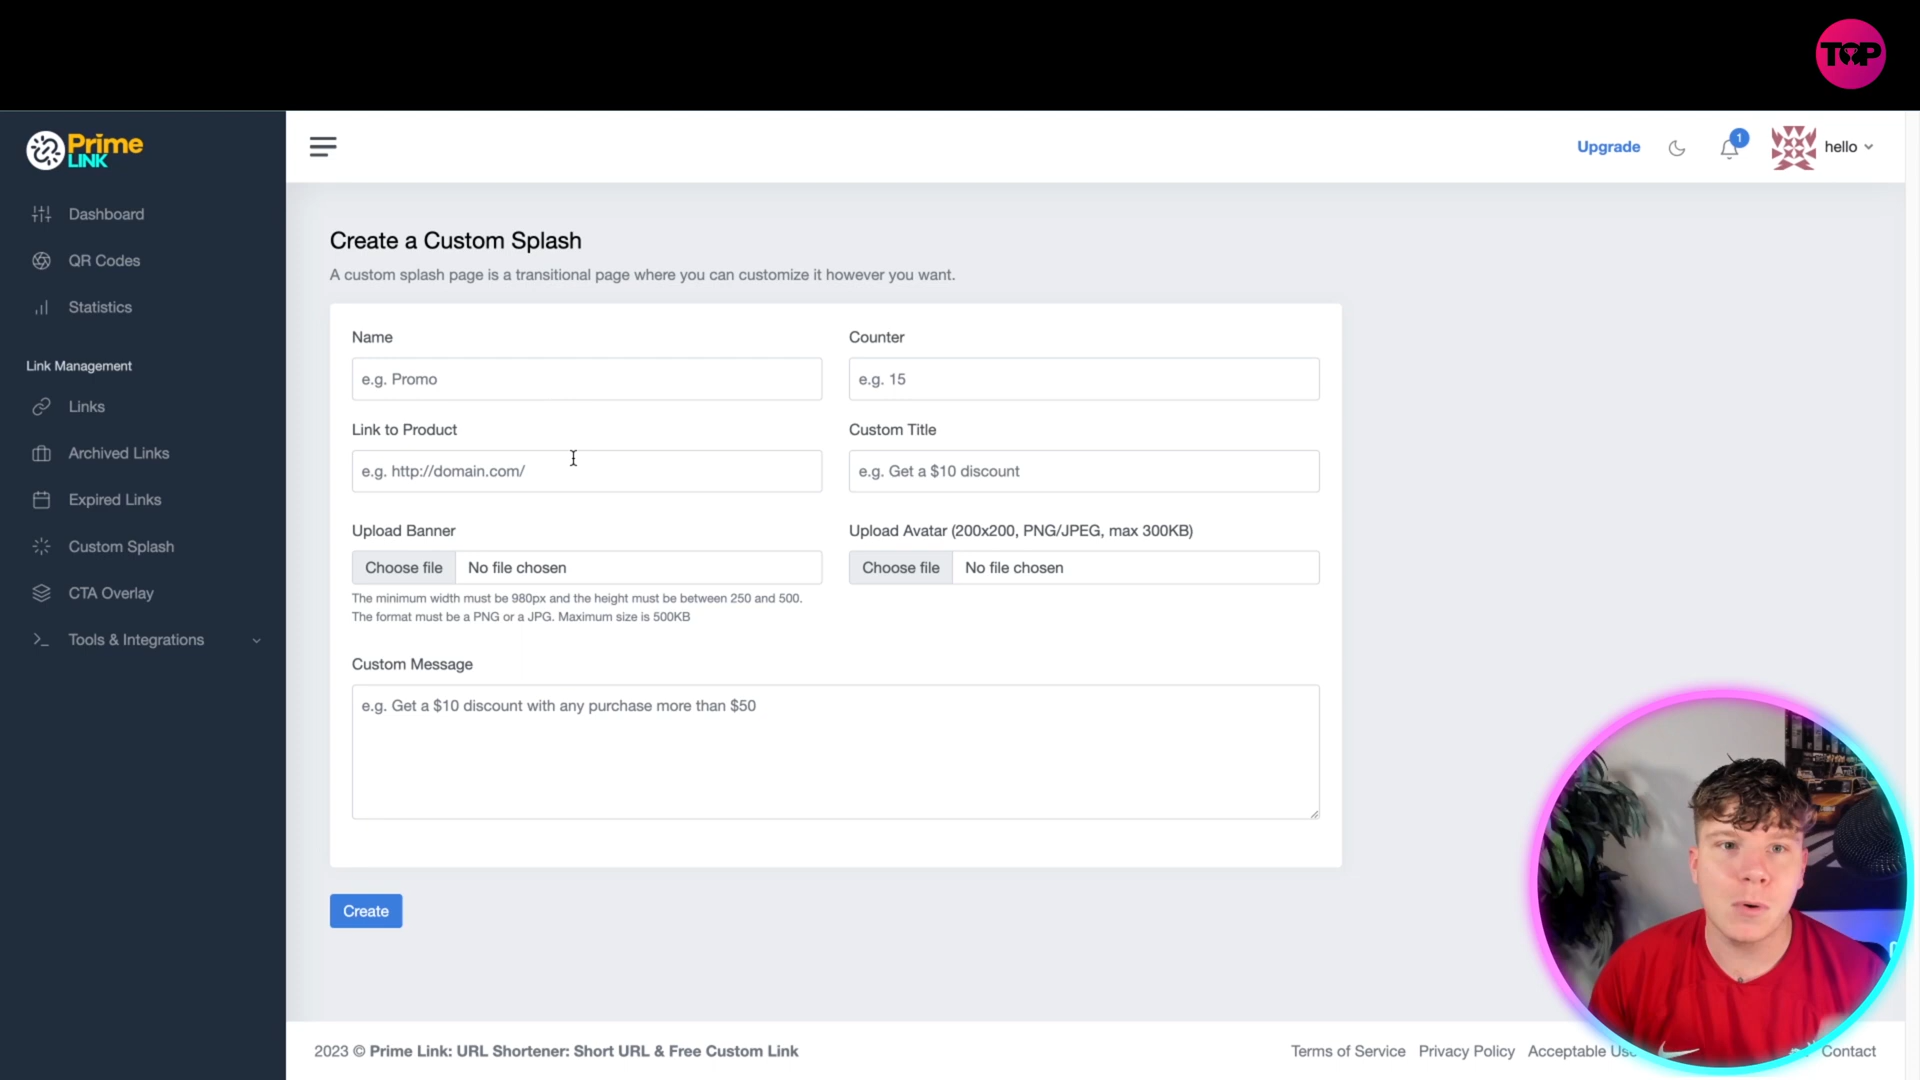 TOP
Prime
LINK
Upgrade
1
hello
Dashboard
QR Codes
Statistics
Link Management
Links
Archived Links
Expired Links
Custom Splash
CTA Overlay
Tools & Integrations
Create a Custom Splash
A custom splash page is a transitional page where you can customize it however you want.
Name
Counter
e.g. Promo
e.g. 15
Link to Product
Custom Title
e.g. http://domain.com/
e.g. Get a $10 discount
Upload Banner
Upload Avatar (200x200, PNG/JPEG, max 300KB)
Choose file No file chosen
Choose file No file chosen
The minimum width must be 980px and the height must be between 250 and 500.
The format must be a PNG or a JPG. Maximum size is 500KB
Custom Message
e.g. Get a $10 discount with any purchase more than $50
Create
2023 © Prime Link: URL Shortener: Short URL & Free Custom Link
Terms of Service
Privacy Policy
Acceptable
Contact